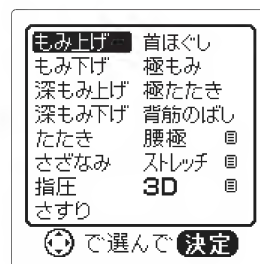 もみ上げ 首ほぐし
もみ下げ 極もみ
深もみ上げ 極たたき
深もみ下げ 背筋のばし
たたき 腰極
さざなみ ストレッチ
指圧 3D
さすり
で選んで 決定